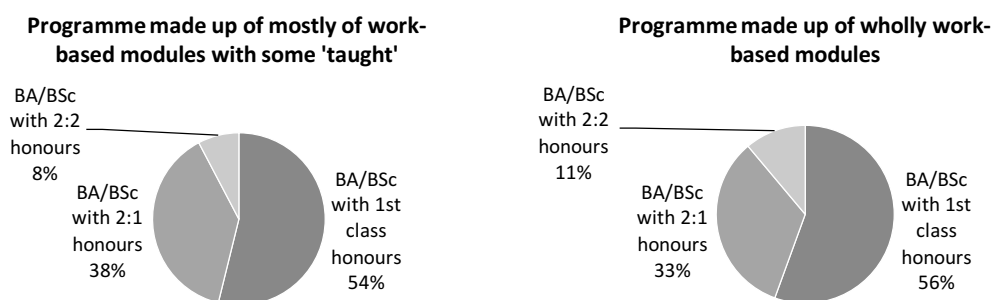 Programme made up of mostly of work-
based modules with some 'taught'
BA/BSc
with 2:2
honours
8%
BA/BSc
with 2:1
honours
38%
BA/BSc
with 1st
class
honours
54%
Programme made up of wholly work-
based modules
BA/BSc
with 2:2
honours
11%
BA/BSc
with 2:1
honours
33%
BA/BSc
with 1st
class
honours
56%